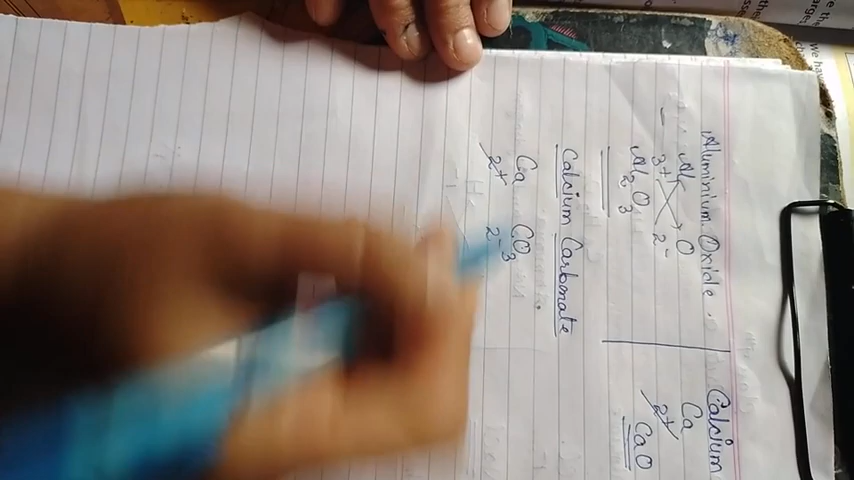 Aluminium Oxide.
Al O
3+ 2-
Al2O3
Calcium
Ca
2+
CaO
Calcium Carbonate
Ca CO3
2+ 2-